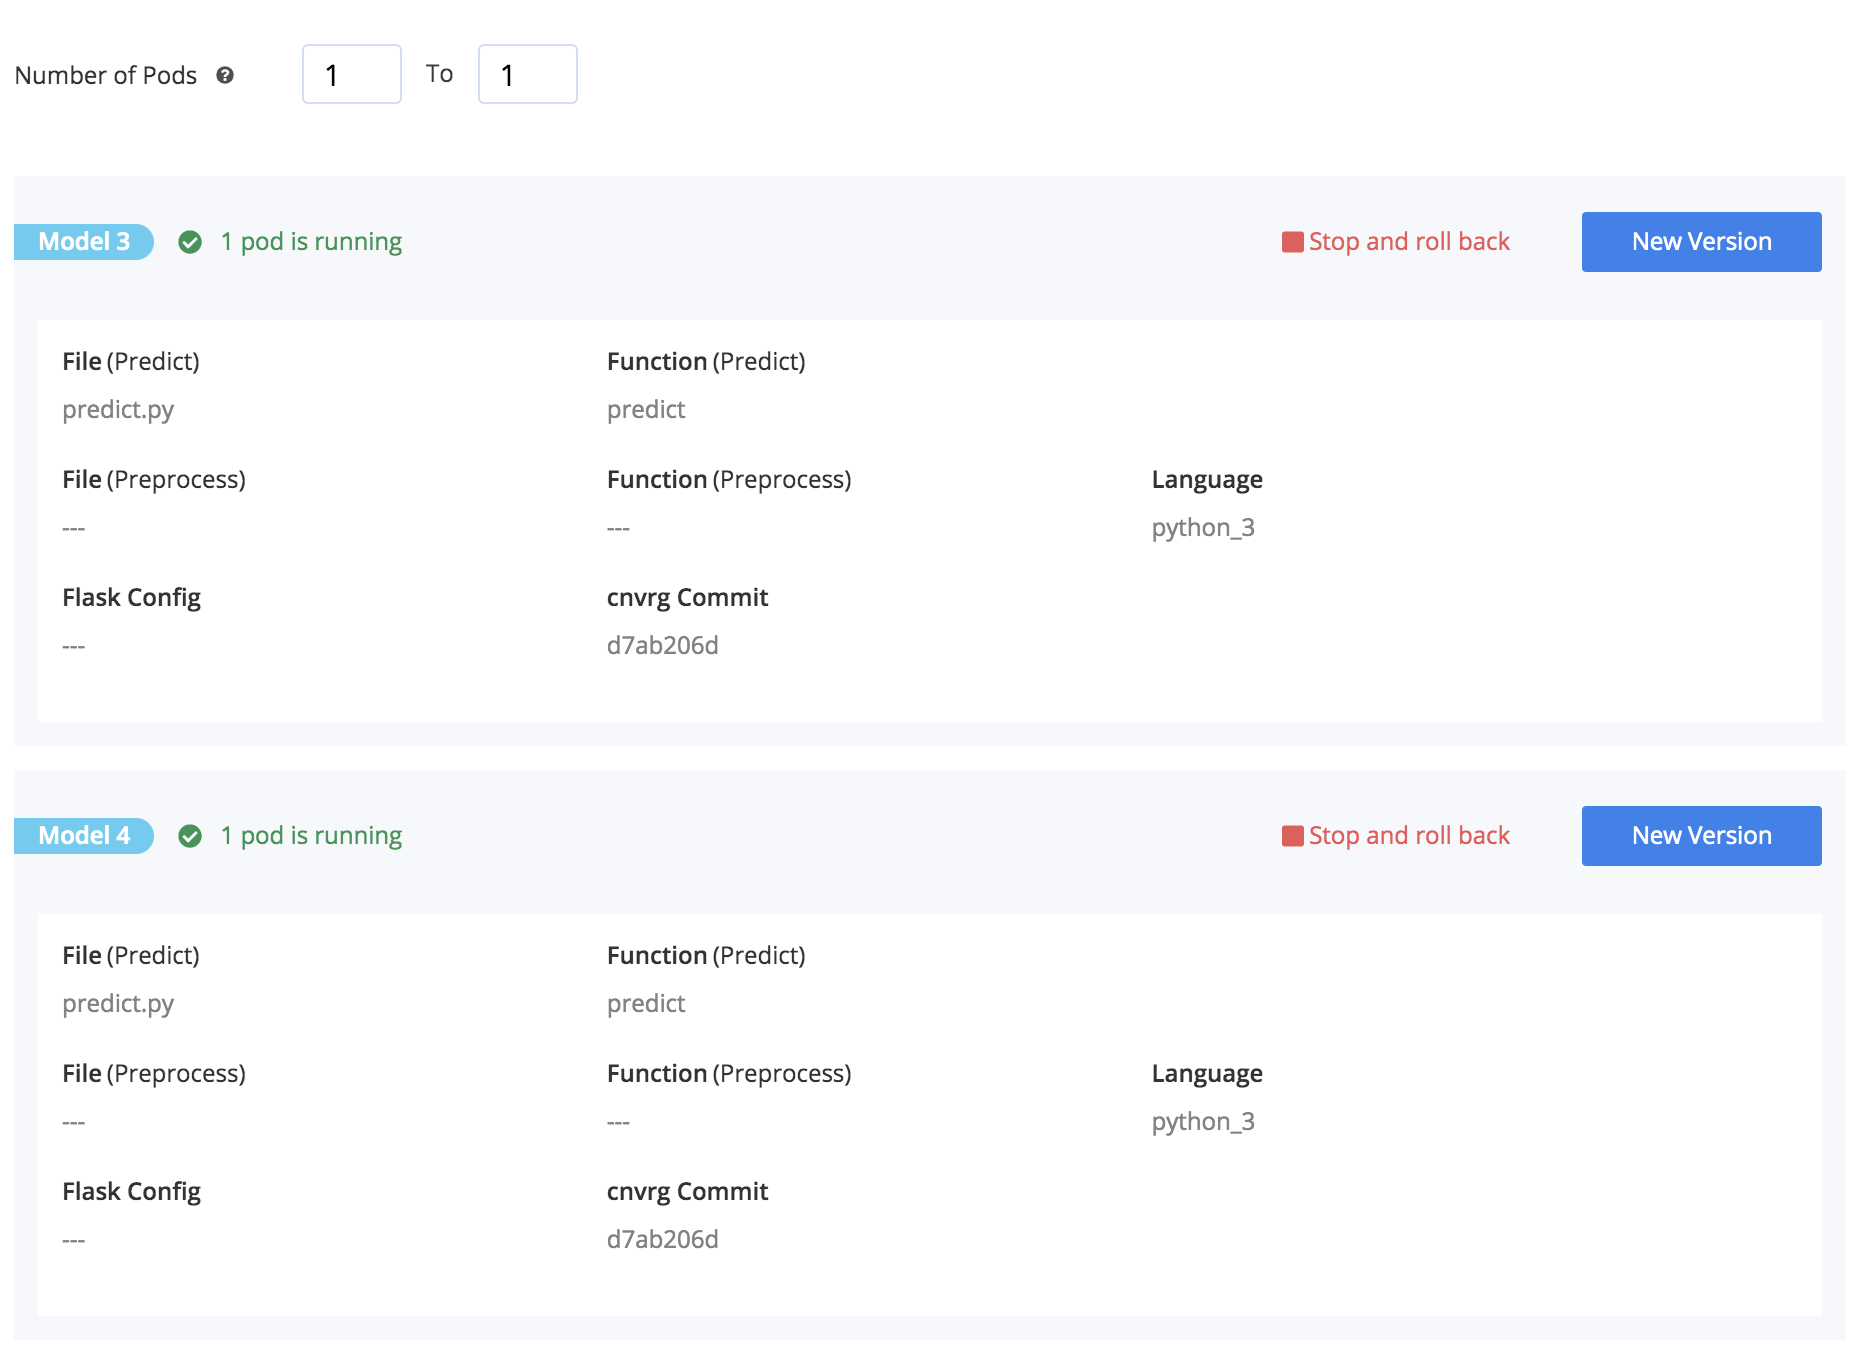 Number of Pods ? 1 To 1
Model 3 1 pod is running Stop and roll back New Version
File (Predict) Function (Predict)
predict.py predict
File (Preprocess) Function (Preprocess) Language
--- --- python_3
Flask Config cnvrg Commit
--- d7ab206d
Model 4 1 pod is running Stop and roll back New Version
File (Predict) Function (Predict)
predict.py predict
File (Preprocess) Function (Preprocess) Language
--- --- python_3
Flask Config cnvrg Commit
--- d7ab206d